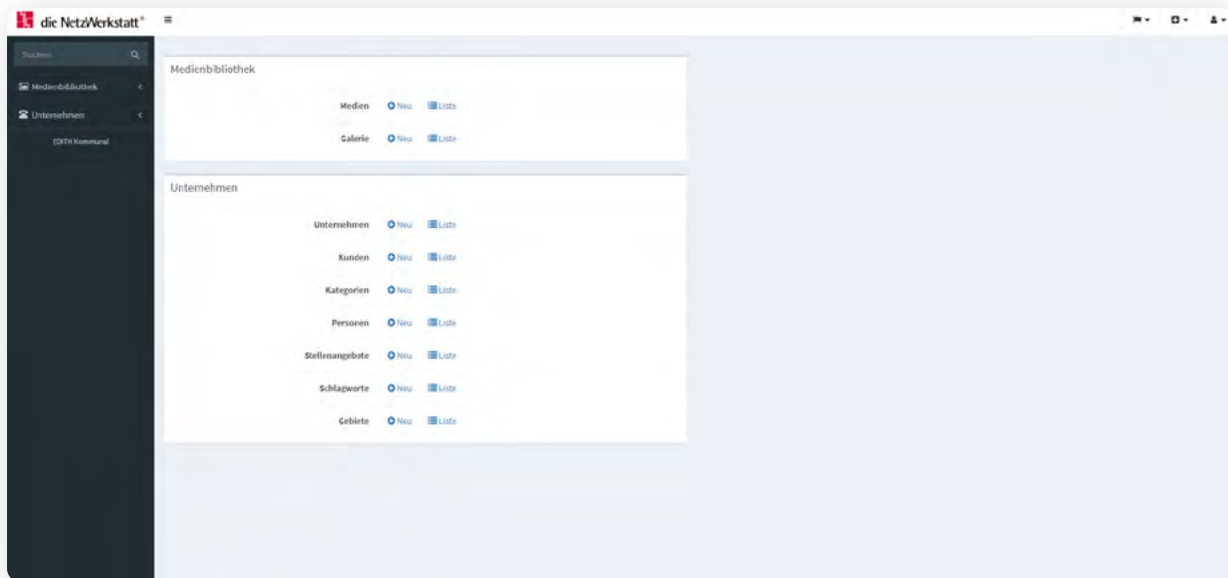 die NetzWerkstatt®
Suchen
Medienbibliothek
Unternehmen
EDITH Kommunal
Medienbibliothek
Medien Neu Liste
Galerie Neu Liste
Unternehmen
Unternehmen Neu Liste
Kunden Neu Liste
Kategorien Neu Liste
Personen Neu Liste
Stellenangebote Neu Liste
Schlagworte Neu Liste
Gebiete Neu Liste